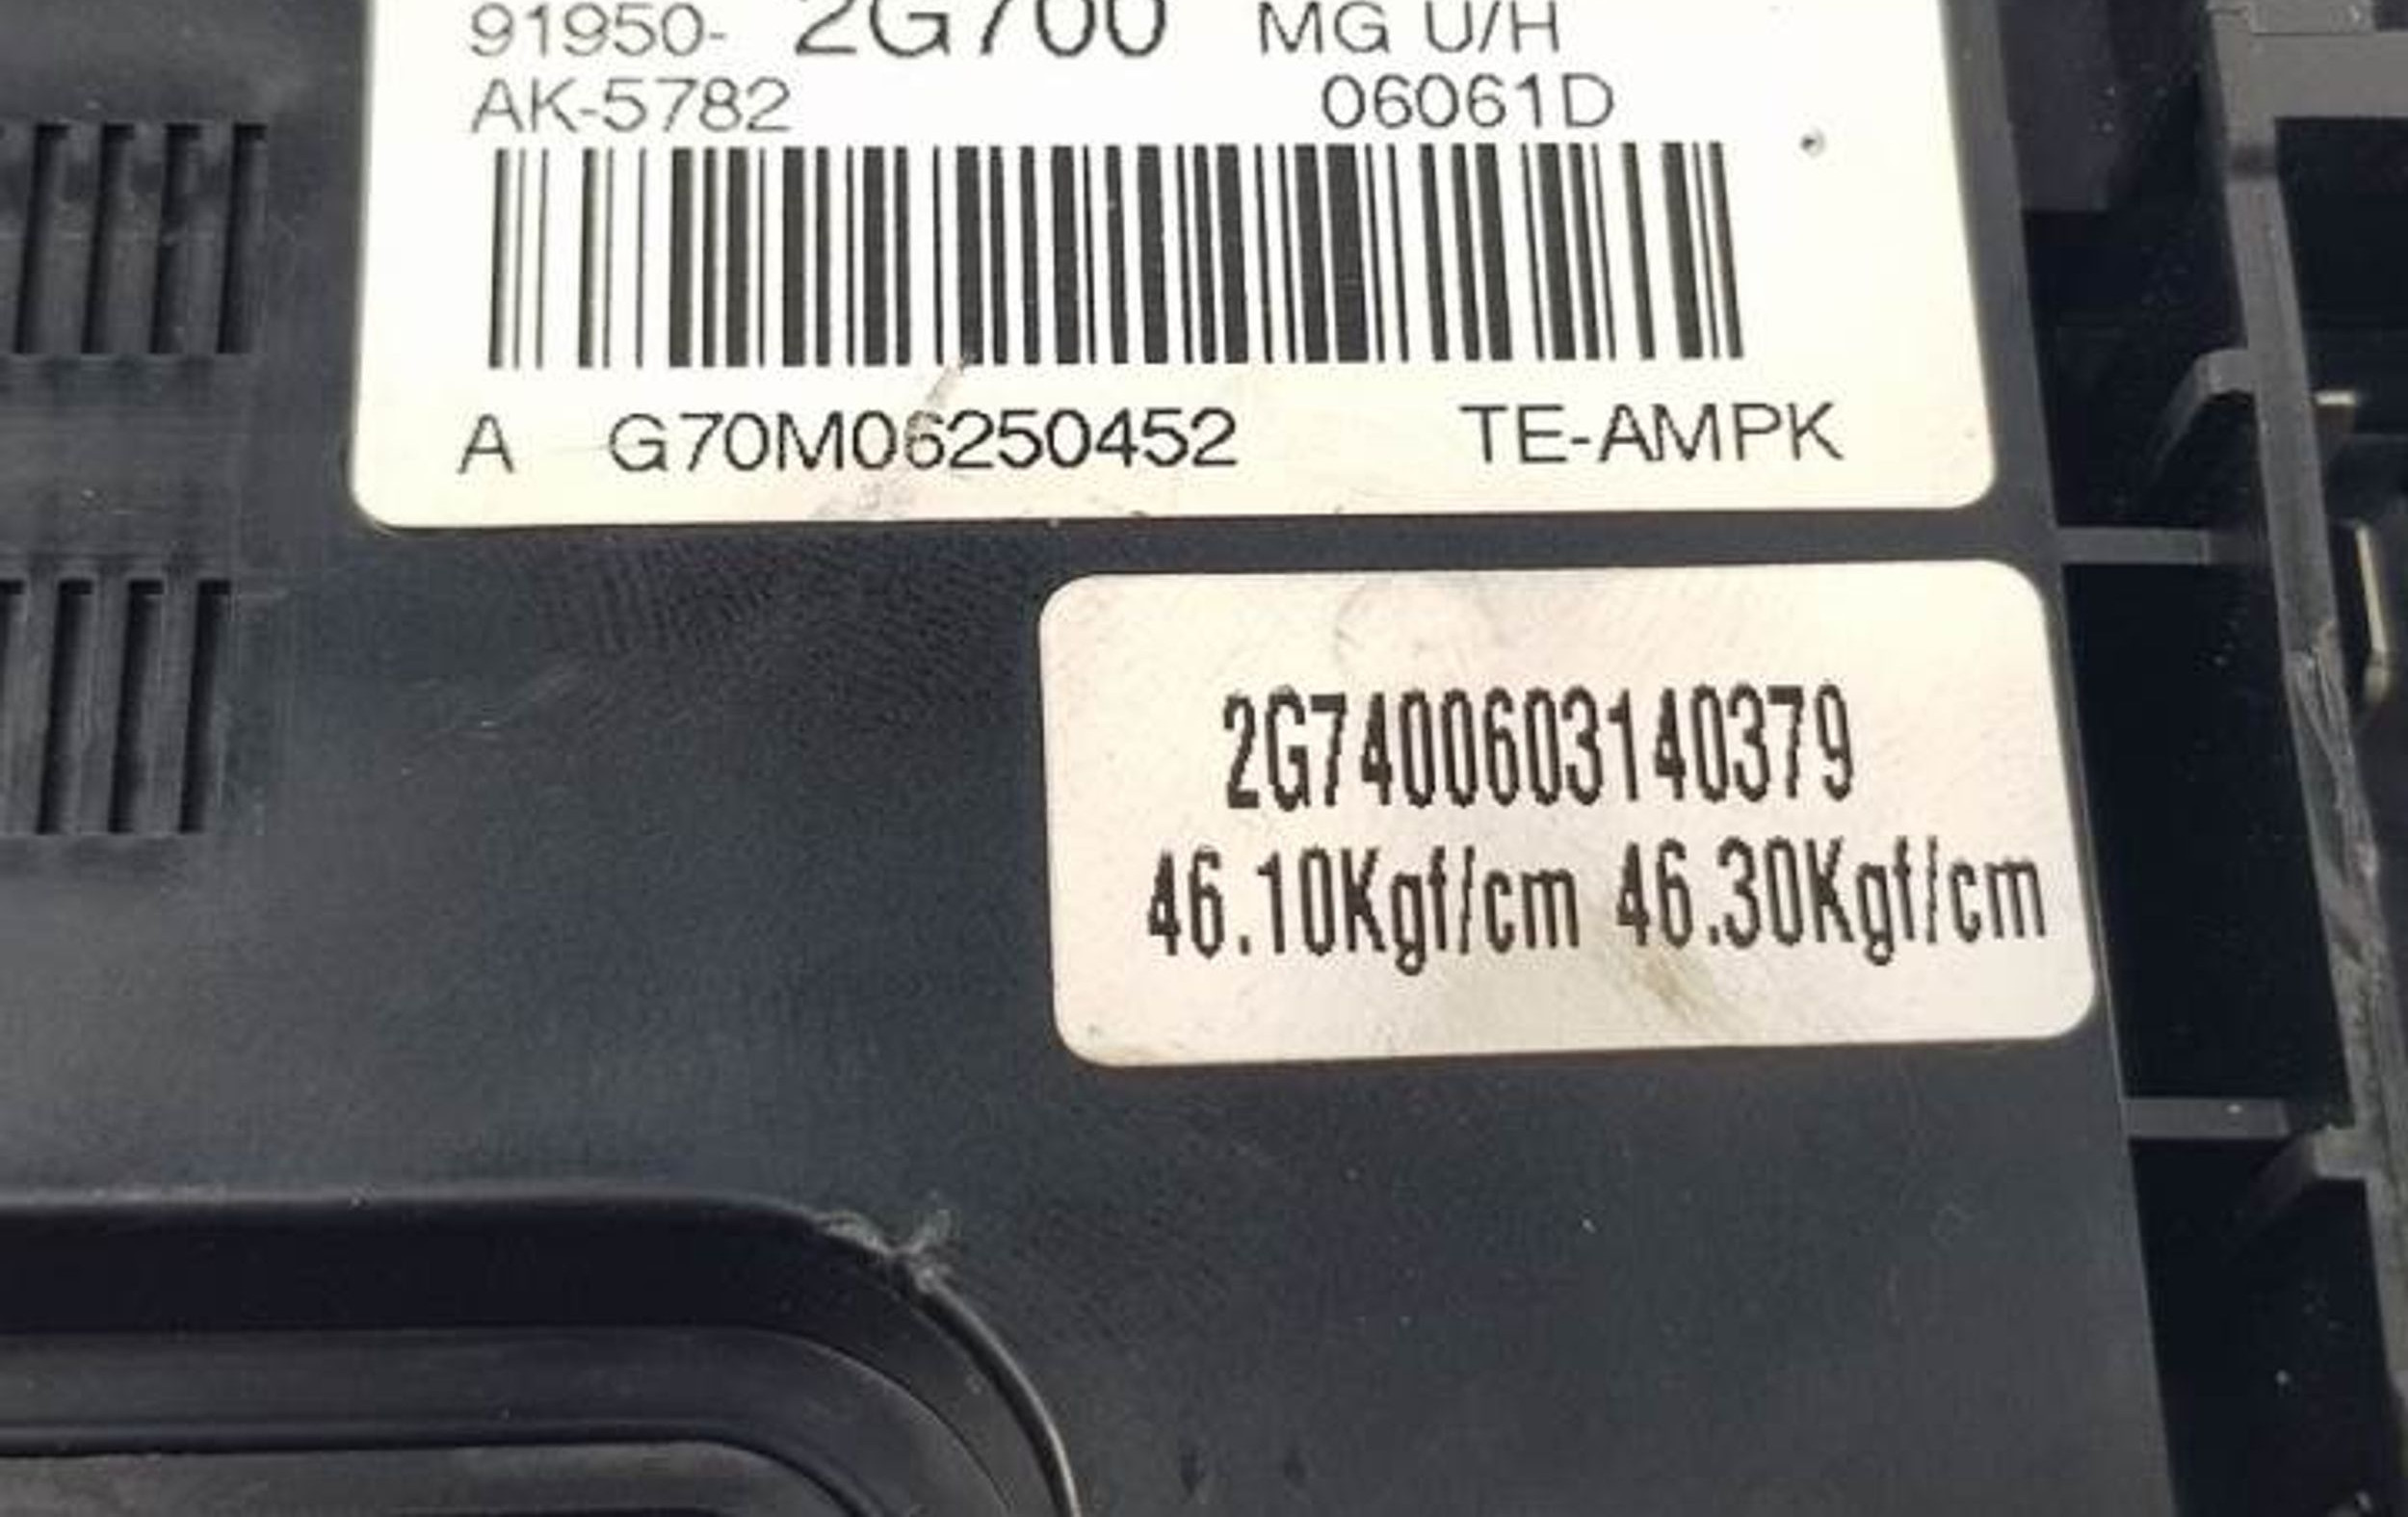 91950- 2G700 MG U/H
AK-5782 06061D
A G70M06250452 TE-AMPK
2G7400603140379
46.10Kgf/cm 46.30Kgf/cm